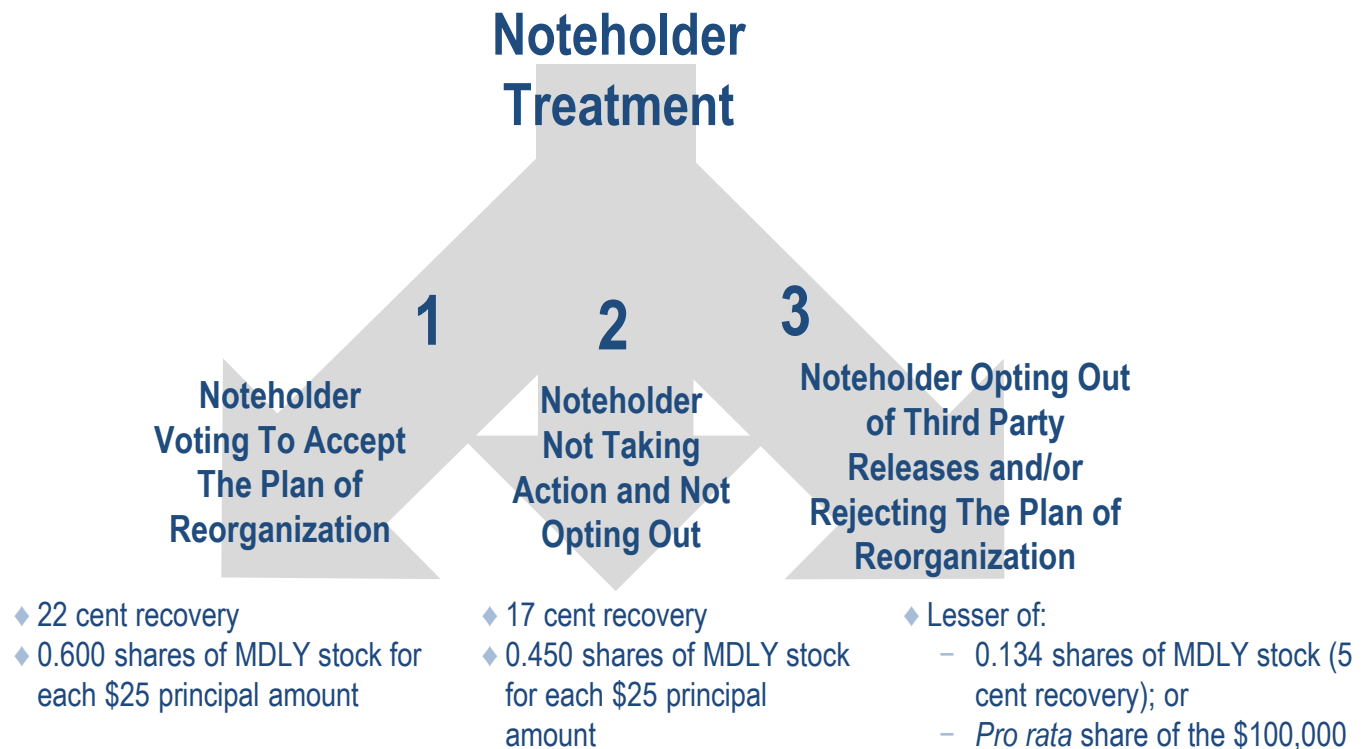 Noteholder
Treatment
1
2
3
Noteholder
Voting To Accept
The Plan of
Reorganization
Noteholder
Not Taking
Action and Not
Opting Out
Noteholder Opting Out
of Third Party
Releases and/or
Rejecting The Plan of
Reorganization
♦ 22 cent recovery
♦ 0.600 shares of MDLY stock for
each $25 principal amount
♦ 17 cent recovery
♦ 0.450 shares of MDLY stock
for each $25 principal
amount
♦ Lesser of:
− 0.134 shares of MDLY stock (5
cent recovery); or
− Pro rata share of the $100,000